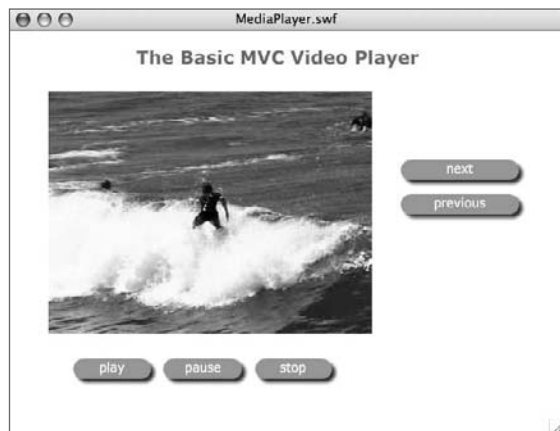 MediaPlayer.swf
The Basic MVC Video Player
next
previous
play
pause
stop